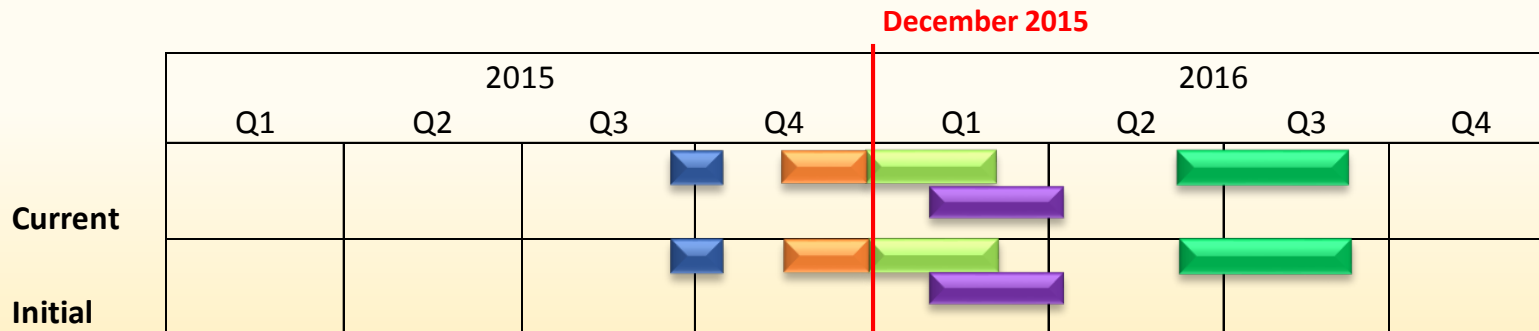 December 2015
2015 2016
Q1 Q2 Q3 Q4 Q1 Q2 Q3 Q4
Current
Initial